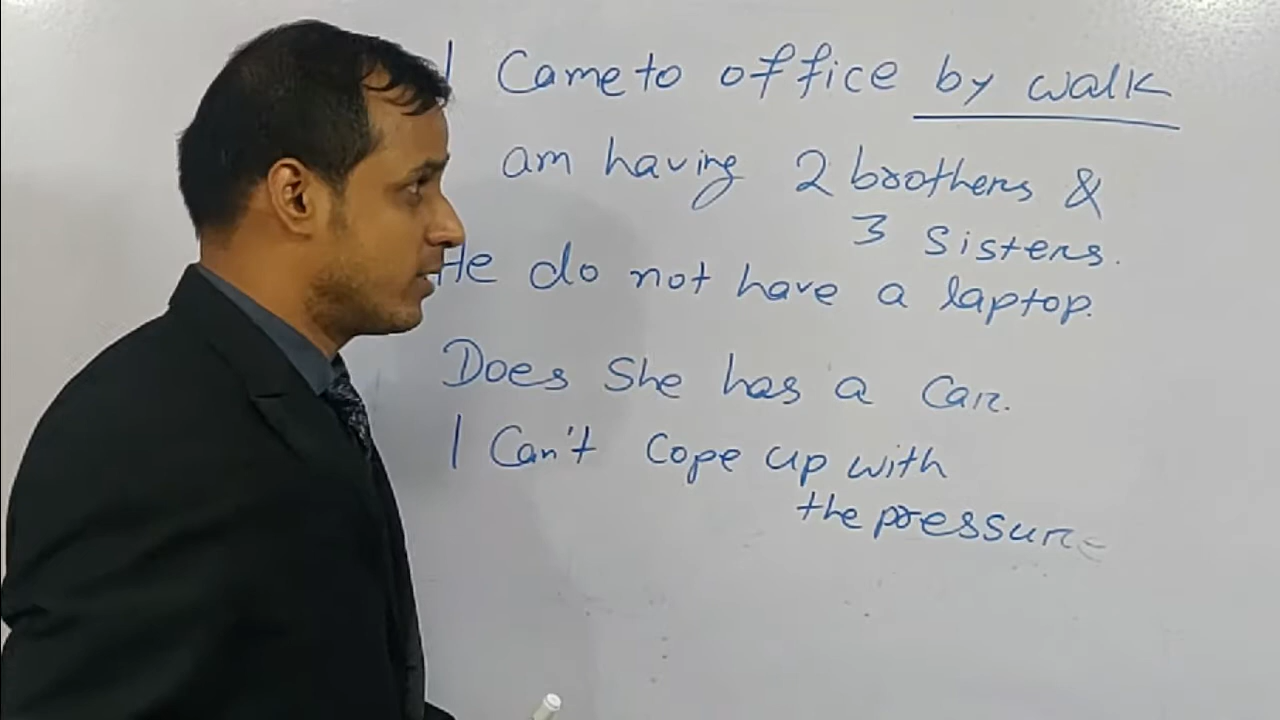 I Came to office by walk
am having 2 brothers &
3 Sisters.
He do not have a laptop.
Does She has a Car.
I Can't Cope up with
the pressure